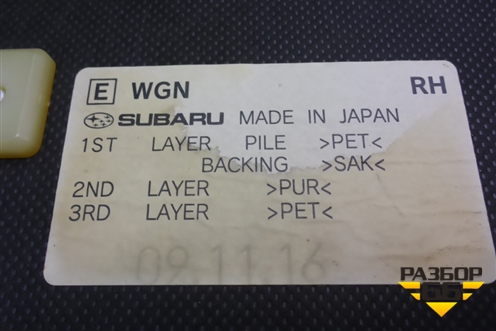 E WGN RH
SUBARU MADE IN JAPAN
1ST LAYER PILE >PET<
BACKING >SAK<
2ND LAYER >PUR<
3RD LAYER >PET<
09.11.16
РАЗБОР
66